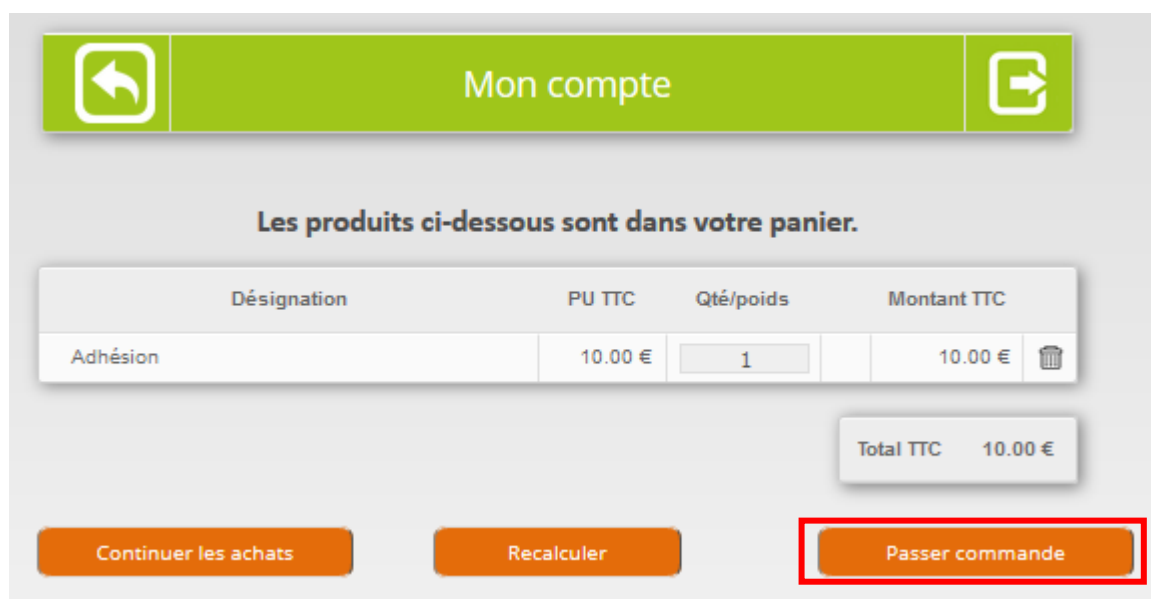 Mon compte
Les produits ci-dessous sont dans votre panier.
Désignation PU TTC Qté/poids Montant TTC
Adhésion 10.00 € 1 10.00 €
Total TTC 10.00 €
Continuer les achats Recalculer Passer commande